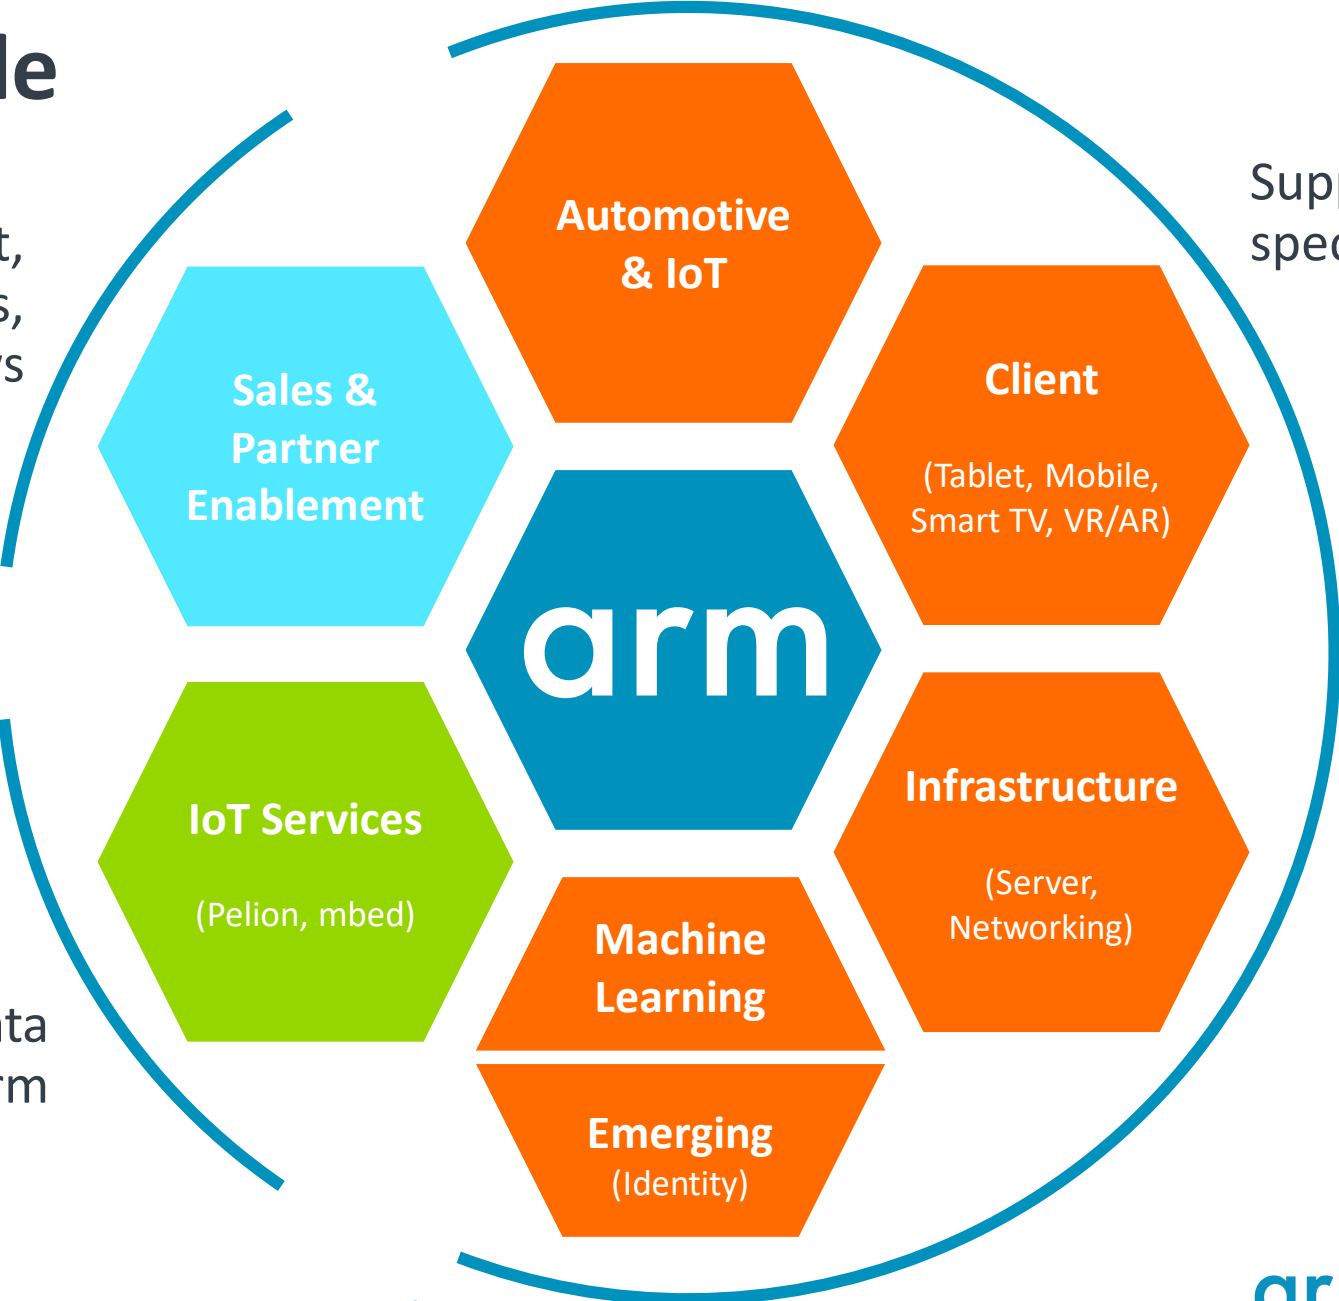 Automotive
& IoT
Sales &
Partner
Enablement
Client
(Tablet, Mobile,
Smart TV, VR/AR)
arm
IoT Services
(Pelion, mbed)
Infrastructure
(Server,
Networking)
Machine
Learning
Emerging
(Identity)